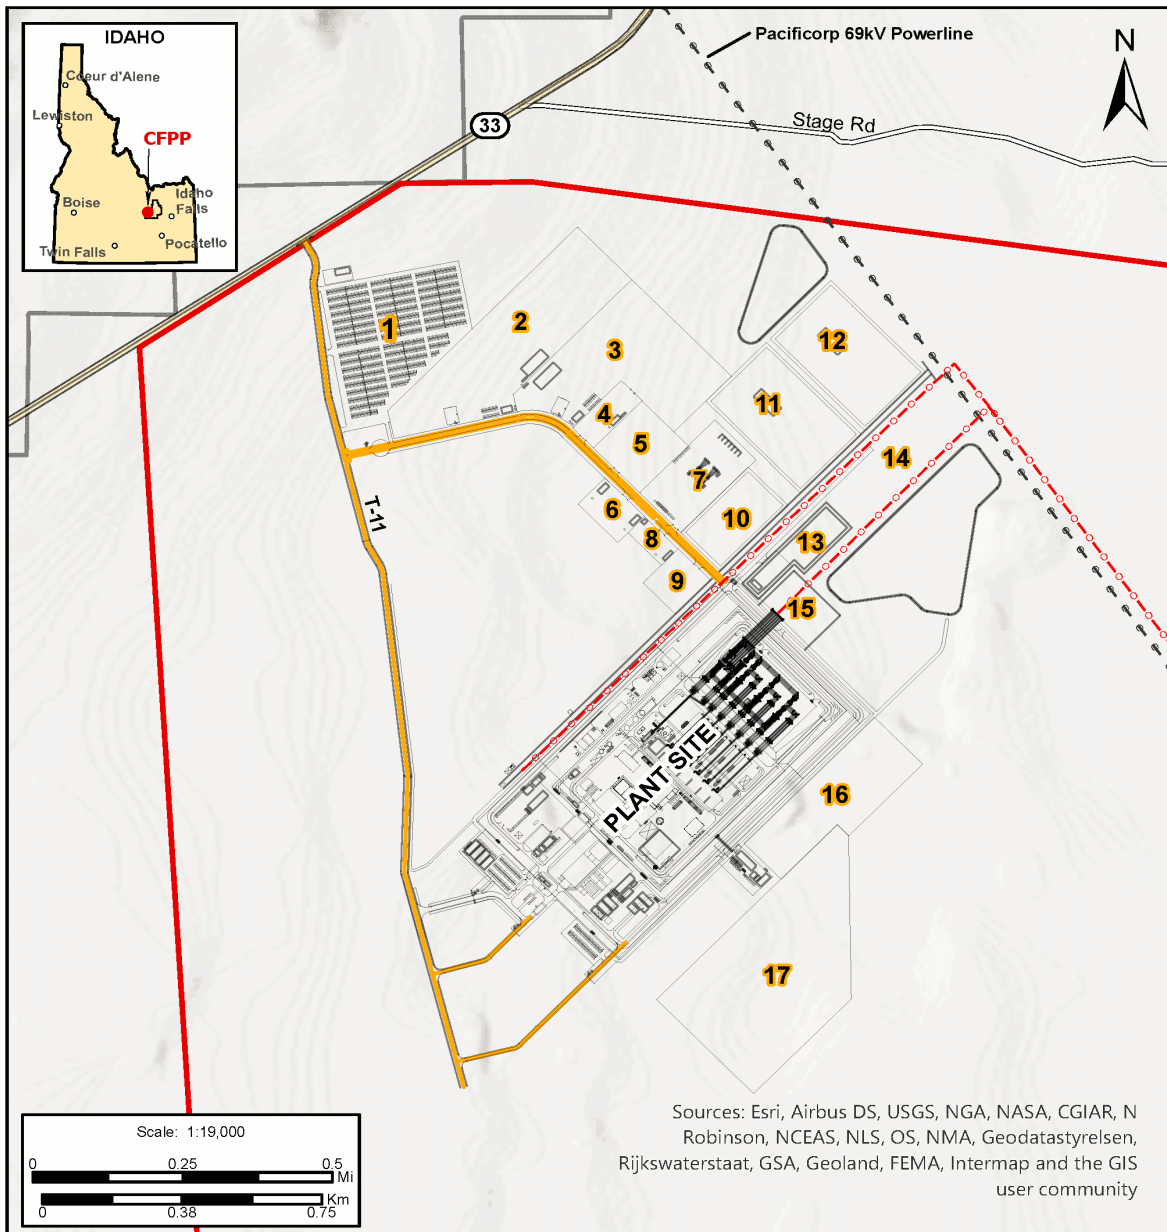 IDAHO
Coeur d'Alene
Lewiston
CFPP
Boise
Idaho
Falls
Twin Falls
Pocatello
Pacificorp 69kV Powerline
N
33
Stage Rd
1
2
3
4
5
6
7
8
9
10
11
12
13
14
15
16
17
T-11
PLANT SITE
Scale: 1:19,000
0 0.25 0.5
Mi
Km
0 0.38 0.75
Sources: Esri, Airbus DS, USGS, NGA, NASA, CGIAR, N
Robinson, NCEAS, NLS, OS, NMA, Geodatastyrelsen,
Rijkswaterstaat, GSA, Geoland, FEMA, Intermap and the GIS
user community